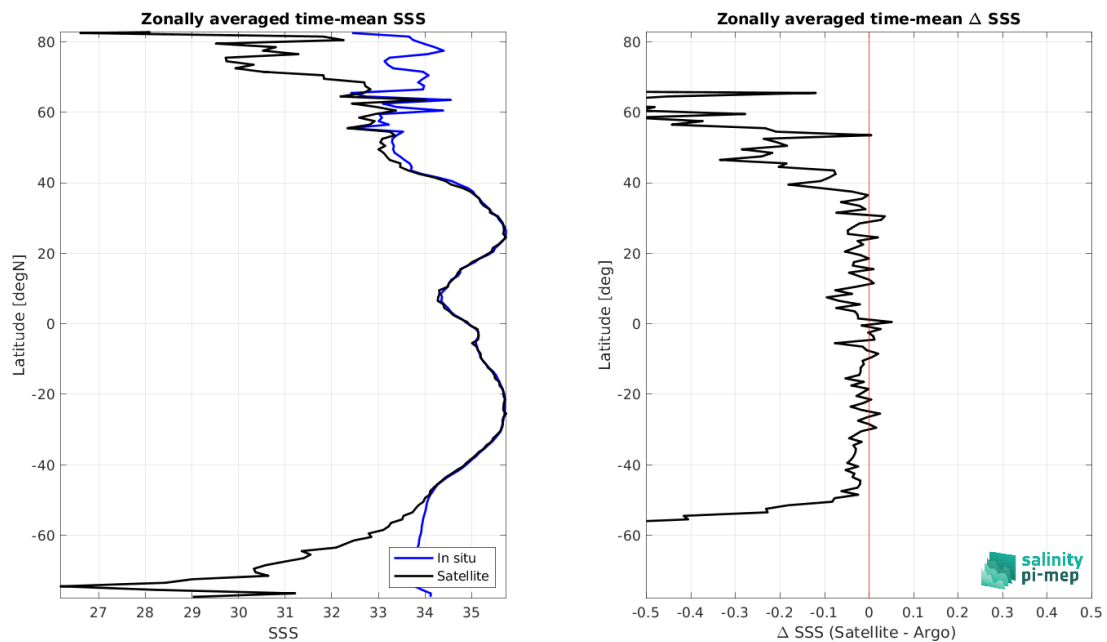 Zonally averaged time-mean SSS
80
60
40
20
0
-20
-40
-60
Latitude [degN]
27 28 29 30 31 32 33 34 35
SSS
In situ
Satellite
Zonally averaged time-mean Δ SSS
80
60
40
20
0
-20
-40
-60
Latitude [deg]
-0.5 -0.4 -0.3 -0.2 -0.1 0 0.1 0.2 0.3 0.4 0.5
Δ SSS (Satellite - Argo)
salinity
pi-mep